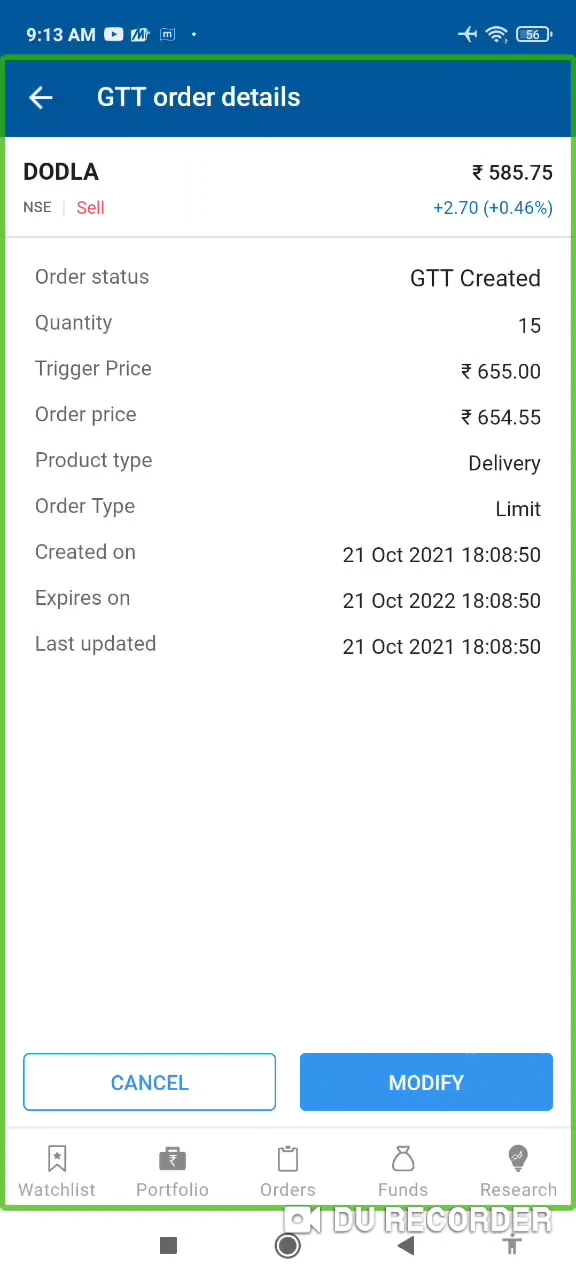 9:13 AM
56
GTT order details
DODLA ₹ 585.75
NSE Sell +2.70 (+0.46%)
Order status GTT Created
Quantity 15
Trigger Price ₹ 655.00
Order price ₹ 654.55
Product type Delivery
Order Type Limit
Created on 21 Oct 2021 18:08:50
Expires on 21 Oct 2022 18:08:50
Last updated 21 Oct 2021 18:08:50
CANCEL MODIFY
Watchlist Portfolio Orders Funds Research
DU RECORDER